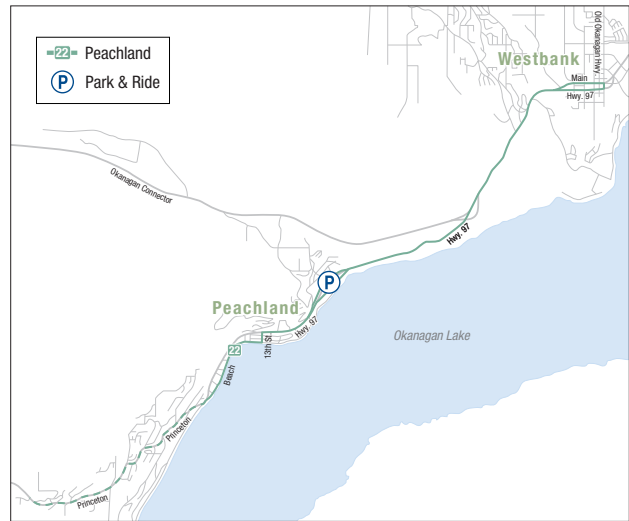 22 Peachland
P Park & Ride
Old Okanagan Hwy.
Westbank
Main
Hwy. 97
Okanagan Connector
Hwy. 97
P
Peachland
Hwy. 97
13th St.
Okanagan Lake
22
Beach
Princeton
Princeton